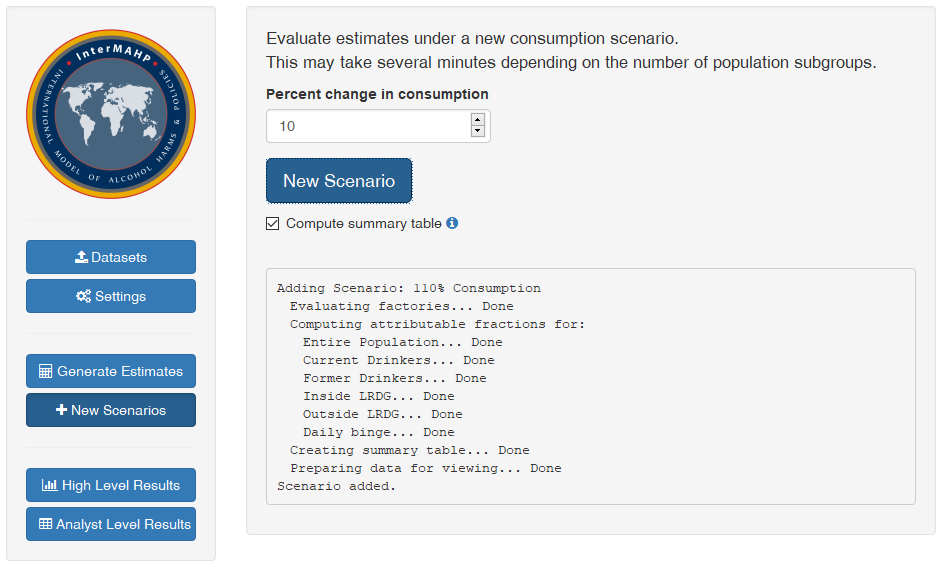 InterMAHP
INTERNATIONAL MODEL OF ALCOHOL HARMS & POLICIES
Datasets
Settings
Generate Estimates
New Scenarios
High Level Results
Analyst Level Results
Evaluate estimates under a new consumption scenario.
This may take several minutes depending on the number of population subgroups.
Percent change in consumption
10
New Scenario
Compute summary table
Adding Scenario: 110% Consumption
Evaluating factories... Done
Computing attributable fractions for:
Entire Population... Done
Current Drinkers... Done
Former Drinkers... Done
Inside LRDG... Done
Outside LRDG... Done
Daily binge... Done
Creating summary table... Done
Preparing data for viewing... Done
Scenario added.